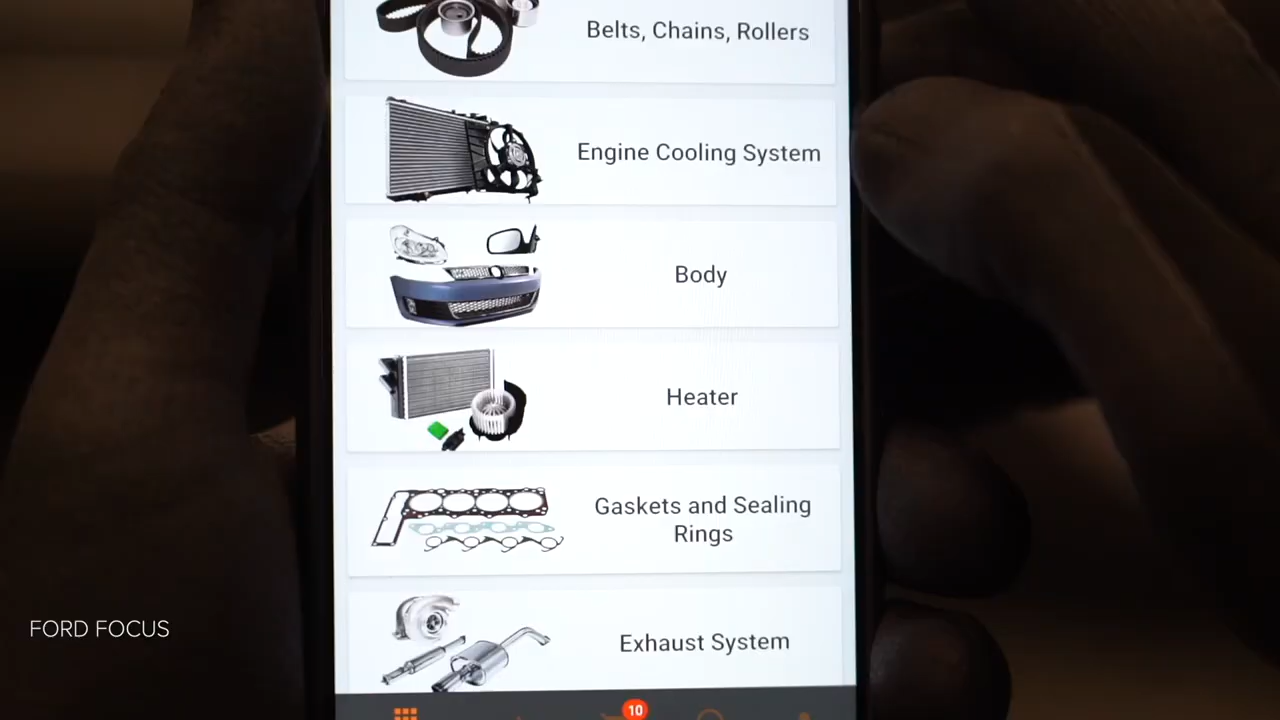 Belts, Chains, Rollers
Engine Cooling System
Body
Heater
Gaskets and Sealing
Rings
Exhaust System
FORD FOCUS
10